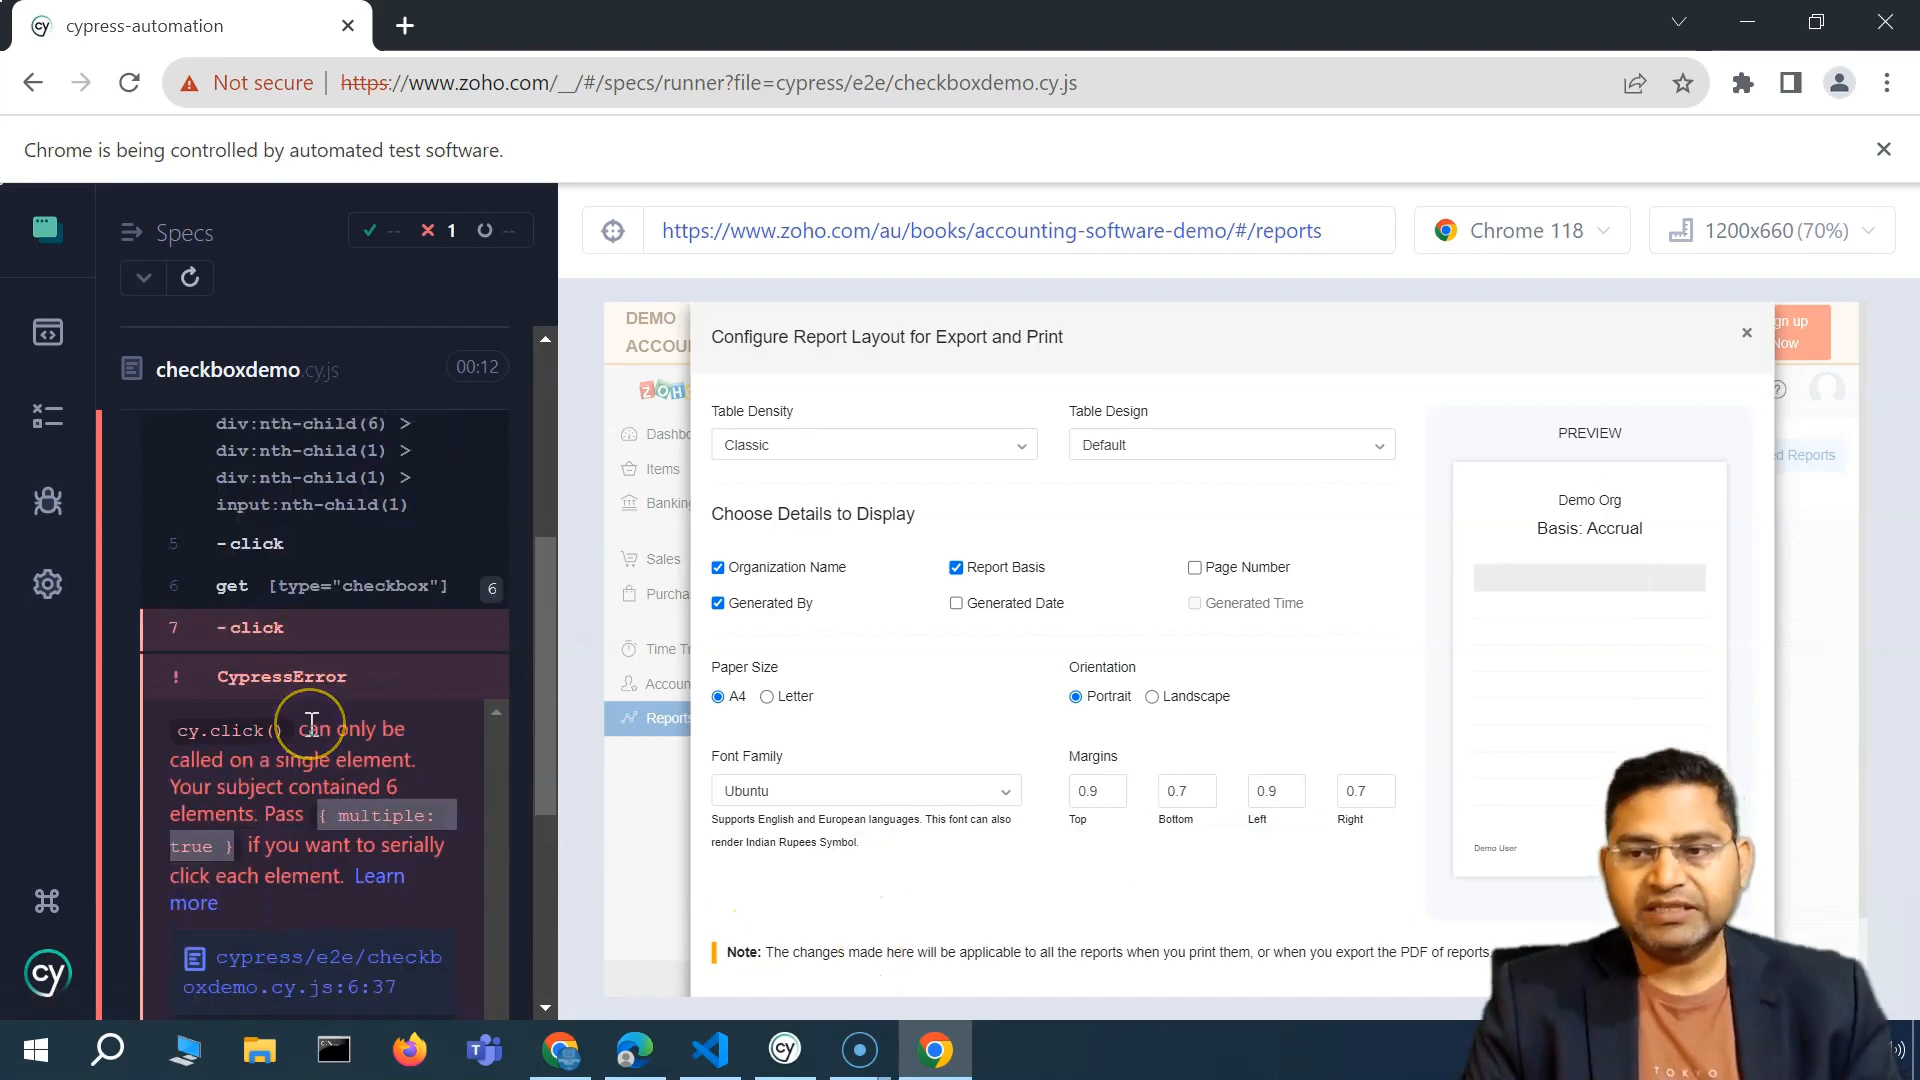 cypress-automation
Not secure
https://www.zoho.com/__/#/specs/runner?file=cypress/e2e/checkboxdemo.cy.js
Chrome is being controlled by automated test software.
Specs
-- 1 --
checkboxdemo.cy.js 00:12
div:nth-child(6) >
div:nth-child(1) >
div:nth-child(1) >
input:nth-child(1)
5 -click
6 get [type="checkbox"] 6
7 -click
! CypressError
cy.click() can only be
called on a single element.
Your subject contained 6
elements. Pass { multiple:
true } if you want to serially
click each element. Learn
more
cypress/e2e/checkb
oxdemo.cy.js:6:37
cy
https://www.zoho.com/au/books/accounting-software-demo/#/reports
Chrome 118
1200x660 (70%)
DEMO
ZOHO
Items
Sales
Reports
Configure Report Layout for Export and Print
Table Density Table Design
Classic Default
Choose Details to Display
Organization Name Report Basis Page Number
Generated By Generated Date Generated Time
Paper Size Orientation
A4 Letter Portrait Landscape
Font Family Margins
Ubuntu 0.9 0.7 0.9 0.7
Supports English and European languages. This font can also
render Indian Rupees Symbol.
Top Bottom Left Right
Note: The changes made here will be applicable to all the reports when you print them, or when you export the PDF of reports.
PREVIEW
Demo Org
Basis: Accrual
Demo User
Now
Reports
cy
TOKYO